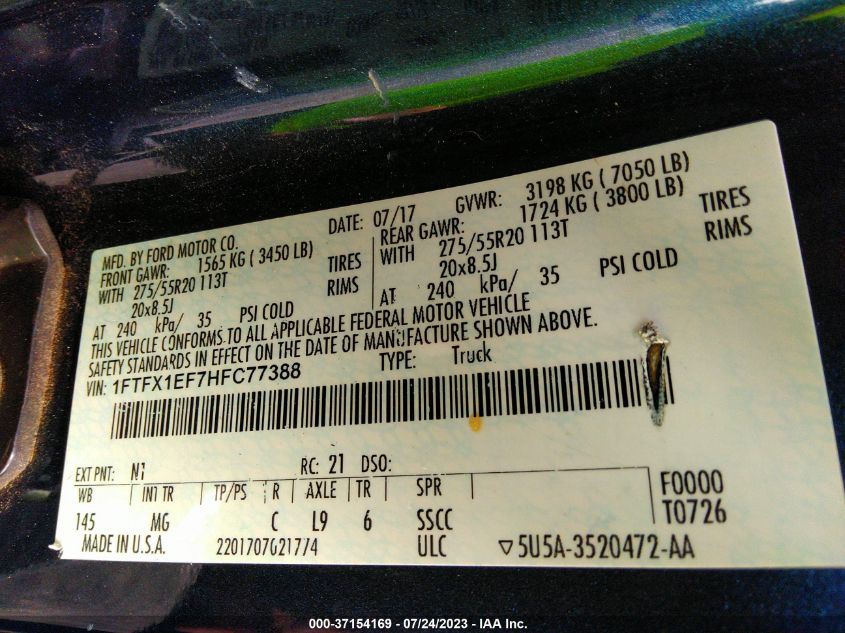 MFD. BY FORD MOTOR CO. DATE: 07/17 GVWR: 3198 KG ( 7050 LB)
FRONT GAWR: 1565 KG ( 3450 LB) REAR GAWR: 1724 KG ( 3800 LB)
WITH 275/55R20 113T TIRES WITH 275/55R20 113T TIRES
20x8.5J RIMS 20x8.5J RIMS
AT 240 kPa/ 35 PSI COLD AT 240 kPa/ 35 PSI COLD
THIS VEHICLE CONFORMS TO ALL APPLICABLE FEDERAL MOTOR VEHICLE
SAFETY STANDARDS IN EFFECT ON THE DATE OF MANUFACTURE SHOWN ABOVE.
VIN: 1FTFX1EF7HFC77388 TYPE: Truck
EXT PNT: N1 RC: 21 DSO:
WB INT TR TP/PS R AXLE TR SPR F0000
145 MG C L9 6 SSCC T0726
MADE IN U.S.A. 2201707021774 ULC ▽5U5A-3520472-AA
000-37154169 - 07/24/2023 - IAA Inc.